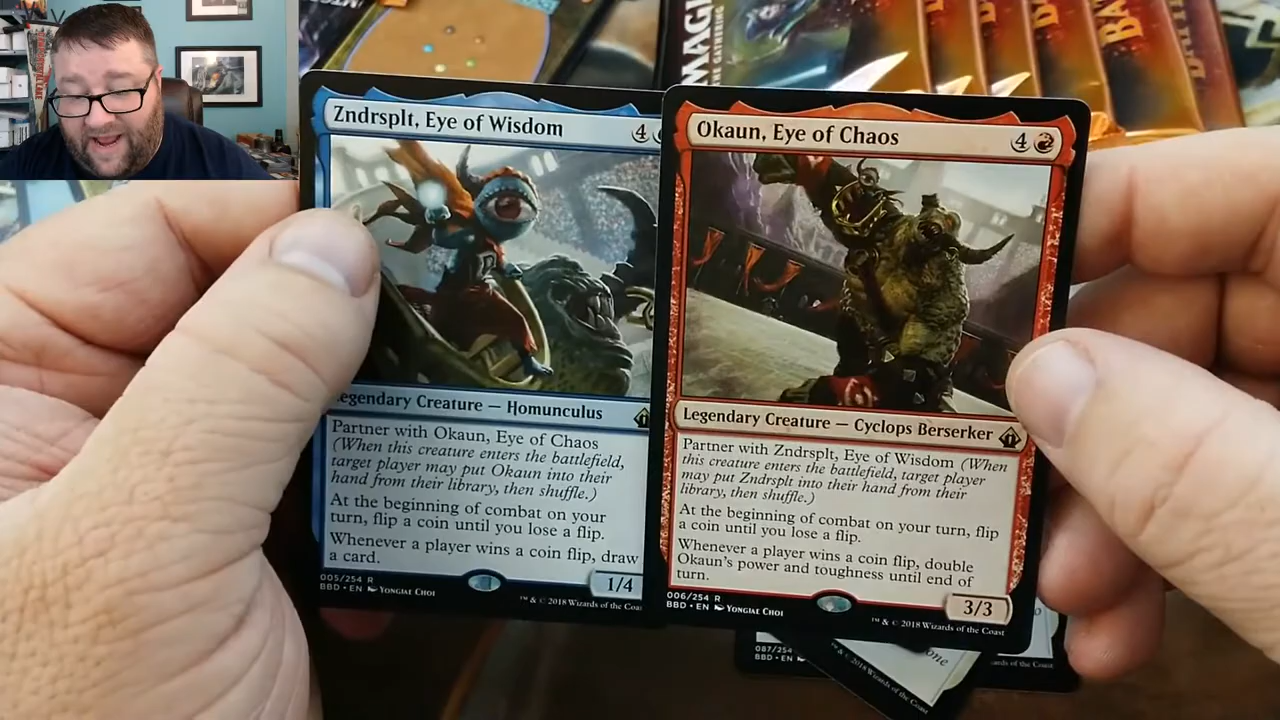 MAGIC
THE GATHERING
BAT
Zndrsplt, Eye of Wisdom
4
Legendary Creature — Homunculus
Partner with Okaun, Eye of Chaos
(When this creature enters the battlefield,
target player may put Okaun into their
hand from their library, then shuffle.)
At the beginning of combat on your
turn, flip a coin until you lose a flip.
Whenever a player wins a coin flip, draw
a card.
1/4
005/254 R
BBD • EN Yongjae Choi
™ & © 2018 Wizards of the Coa
Okaun, Eye of Chaos
4
Legendary Creature — Cyclops Berserker
Partner with Zndrsplt, Eye of Wisdom (When
this creature enters the battlefield, target player
may put Zndrsplt into their hand from their
library, then shuffle.)
At the beginning of combat on your turn, flip
a coin until you lose a flip.
Whenever a player wins a coin flip, double
Okaun's power and toughness until end of
turn.
3/3
006/254 R
BBD • EN Yongjae Choi
™ & © 2018 Wizards of the Coast
087/254
BBD • EN
™ & © 2018 Wizards of the Coast
one
ards of the Coast